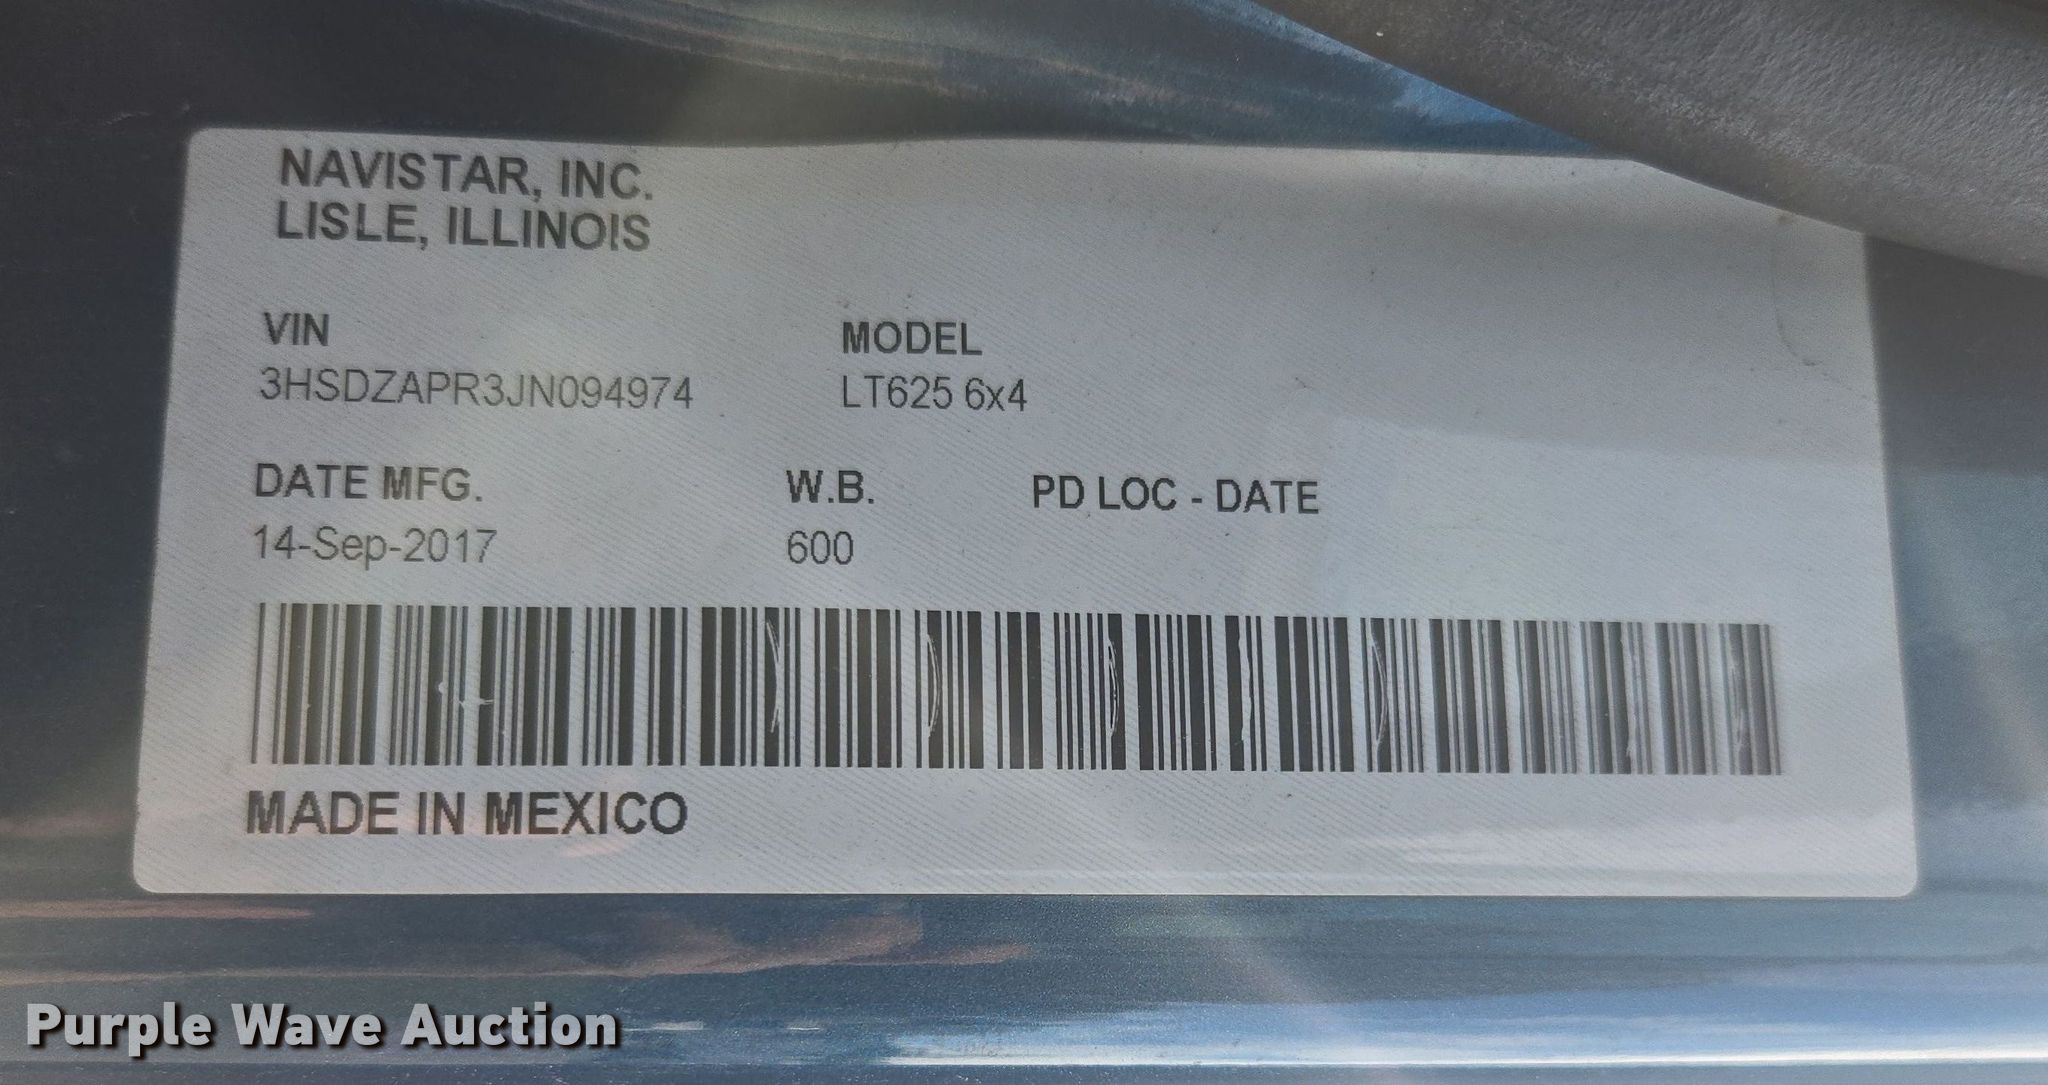 NAVISTAR, INC.
LISLE, ILLINOIS
VIN MODEL
3HSDZAPR3JN094974 LT625 6x4
DATE MFG. W.B. PD LOC - DATE
14-Sep-2017 600
MADE IN MEXICO
Purple Wave Auction